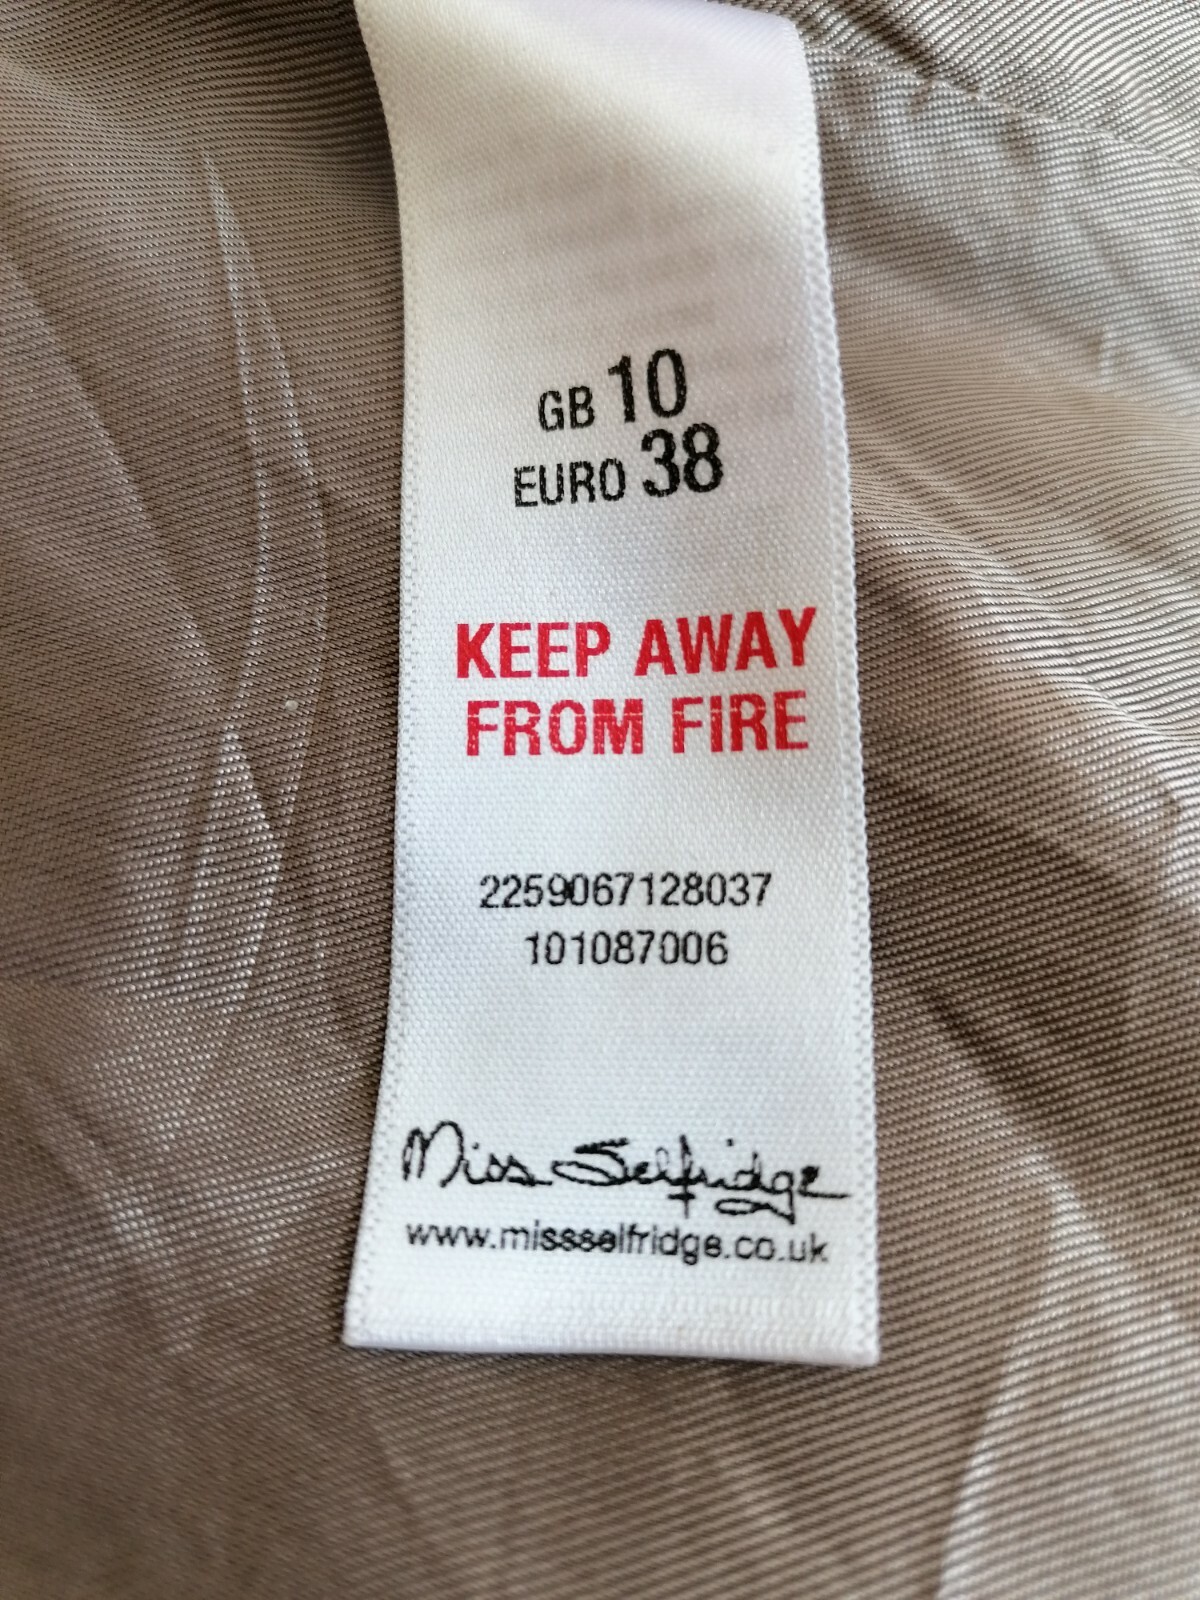 GB 10
EURO 38
KEEP AWAY
FROM FIRE
2259067128037
101087006
Miss Selfridge
www.missselfridge.co.uk